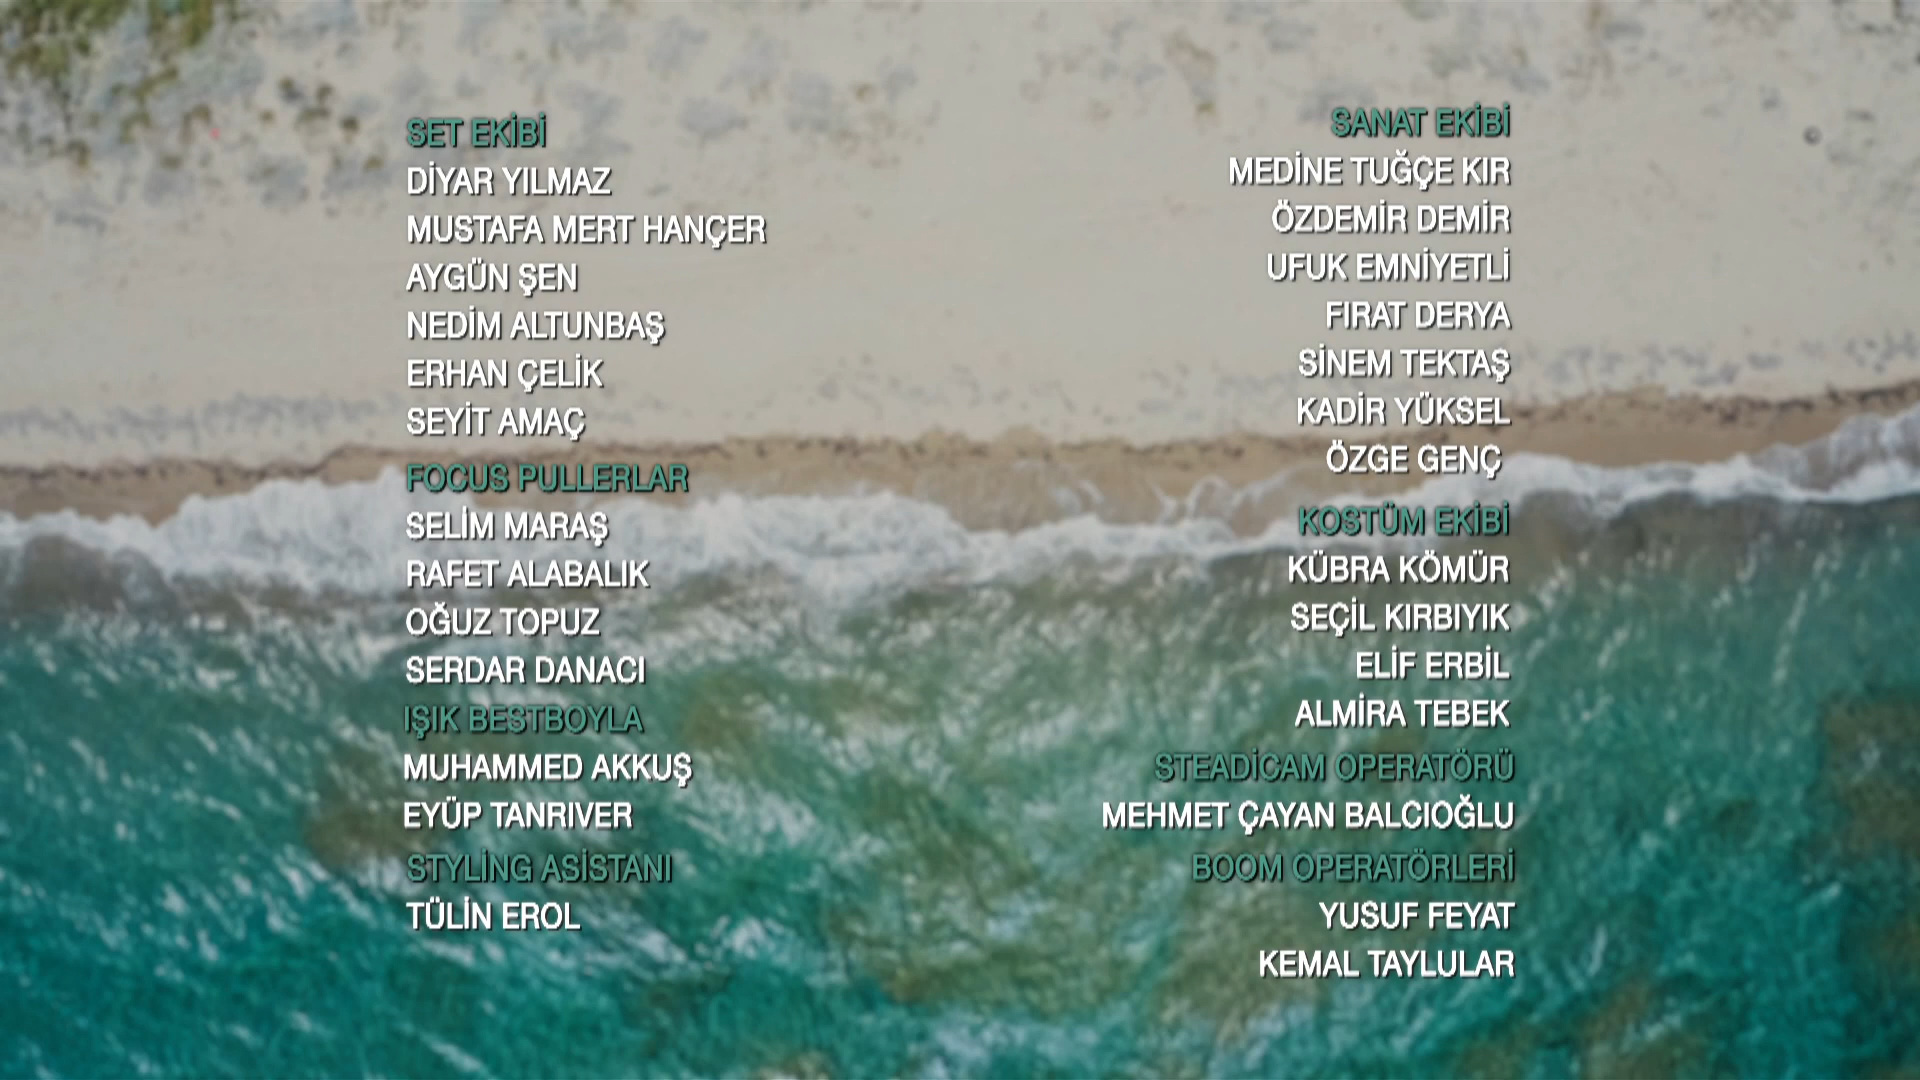 SET EKİBİ
DİYAR YILMAZ
MUSTAFA MERT HANÇER
AYGÜN ŞEN
NEDİM ALTUNBAŞ
ERHAN ÇELİK
SEYİT AMAÇ
FOCUS PULLERLAR
SELİM MARAŞ
RAFET ALABALIK
OĞUZ TOPUZ
SERDAR DANACI
IŞIK BESTBOYLA
MUHAMMED AKKUŞ
EYÜP TANRIVER
STYLİNG ASİSTANI
TÜLİN EROL
SANAT EKİBİ
MEDİNE TUĞÇE KIR
ÖZDEMİR DEMİR
UFUK EMNİYETLİ
FIRAT DERYA
SİNEM TEKTAŞ
KADİR YÜKSEL
ÖZGE GENÇ
KOSTÜM EKİBİ
KÜBRA KÖMÜR
SEÇİL KIRBIYIK
ELİF ERBİL
ALMİRA TEBEK
STEADİCAM OPERATÖRÜ
MEHMET ÇAYAN BALCIOĞLU
BOOM OPERATÖRLERİ
YUSUF FEYAT
KEMAL TAYLULAR